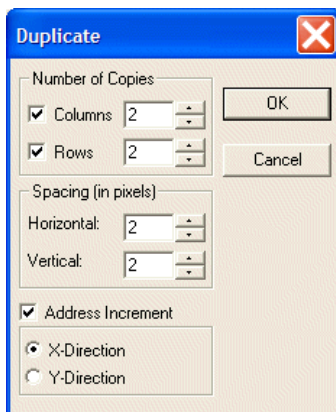 Duplicate
Number of Copies
Columns 2
Rows 2
OK
Cancel
Spacing (in pixels)
Horizontal: 2
Vertical: 2
Address Increment
X-Direction
Y-Direction